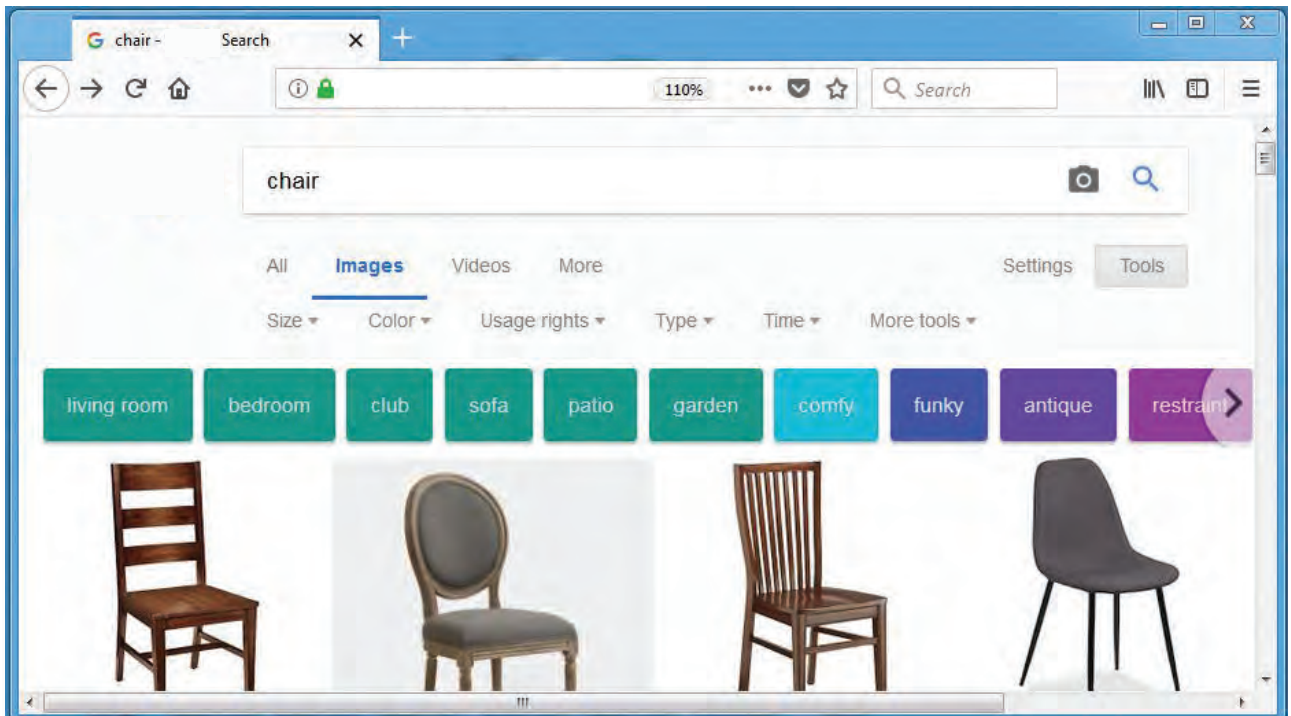 chair - Search
110% Search
chair
All Images Videos More Settings Tools
Size Color Usage rights Type Time More tools
living room bedroom club sofa patio garden comfy funky antique restraint